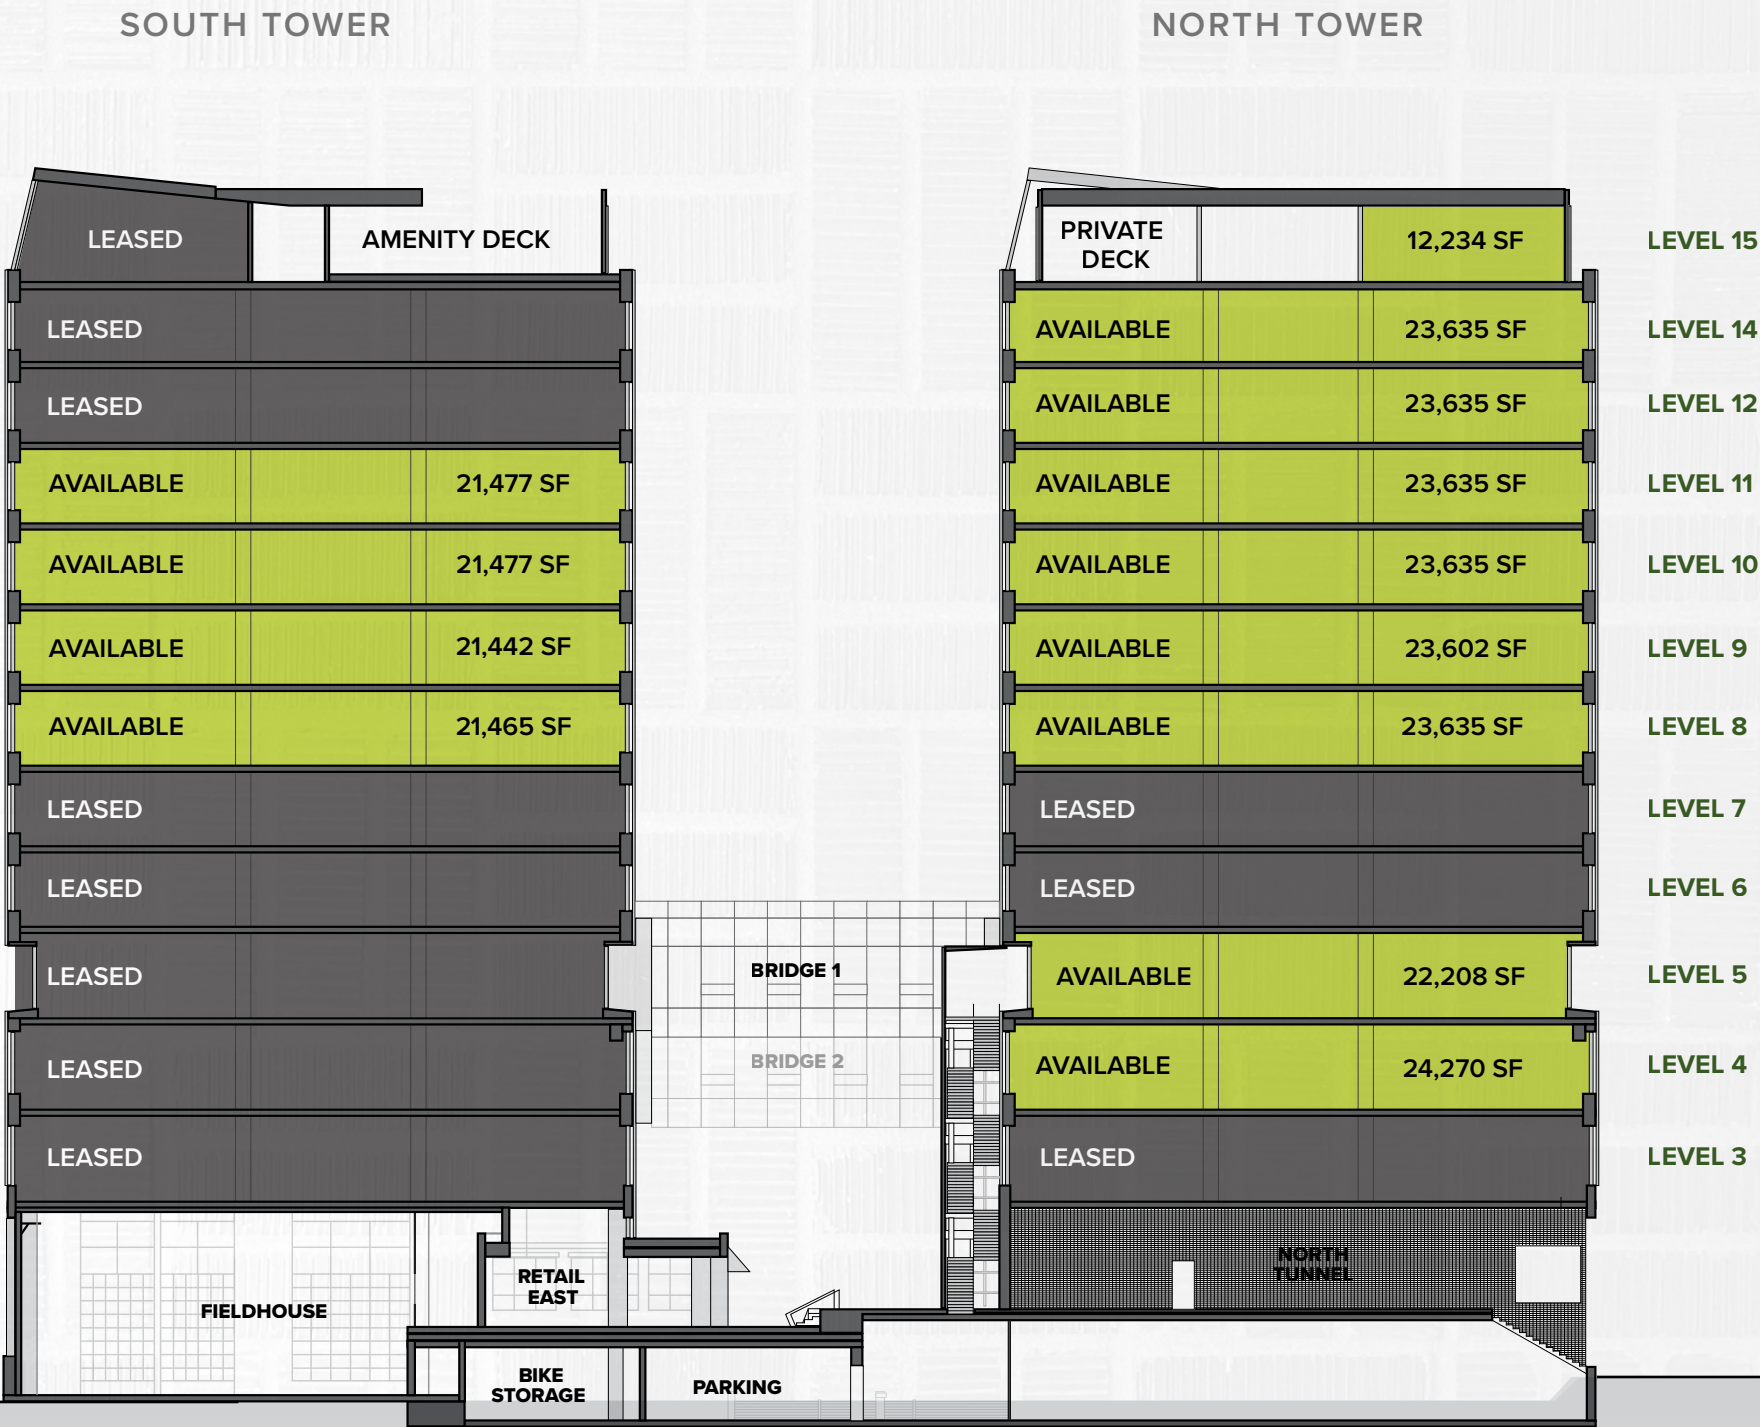 SOUTH TOWER
NORTH TOWER
LEASED
AMENITY DECK
PRIVATE
DECK
12,234 SF
LEVEL 15
LEASED
AVAILABLE
23,635 SF
LEVEL 14
LEASED
AVAILABLE
23,635 SF
LEVEL 12
AVAILABLE
21,477 SF
AVAILABLE
23,635 SF
LEVEL 11
AVAILABLE
21,477 SF
AVAILABLE
23,635 SF
LEVEL 10
AVAILABLE
21,442 SF
AVAILABLE
23,602 SF
LEVEL 9
AVAILABLE
21,465 SF
AVAILABLE
23,635 SF
LEVEL 8
LEASED
LEASED
LEVEL 7
LEASED
LEASED
LEVEL 6
LEASED
BRIDGE 1
AVAILABLE
22,208 SF
LEVEL 5
LEASED
BRIDGE 2
AVAILABLE
24,270 SF
LEVEL 4
LEASED
LEASED
LEVEL 3
FIELDHOUSE
RETAIL
EAST
NORTH
TUNNEL
BIKE
STORAGE
PARKING